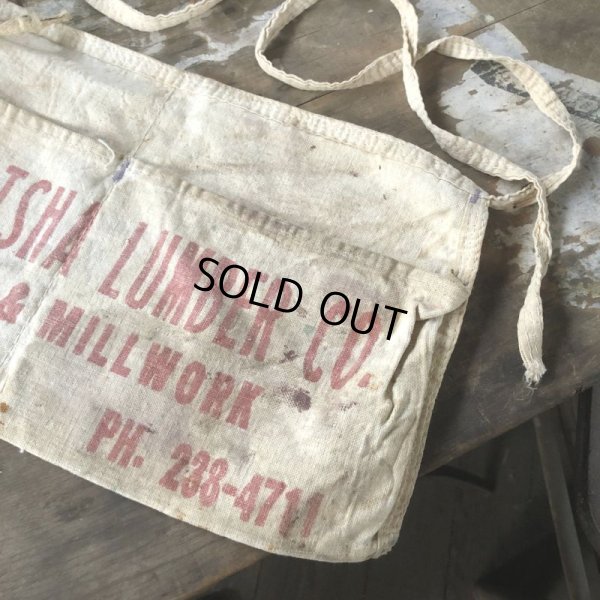 TSHA LUMBER CO.
& MILLWORK
PH. 238-4711
SOLD OUT